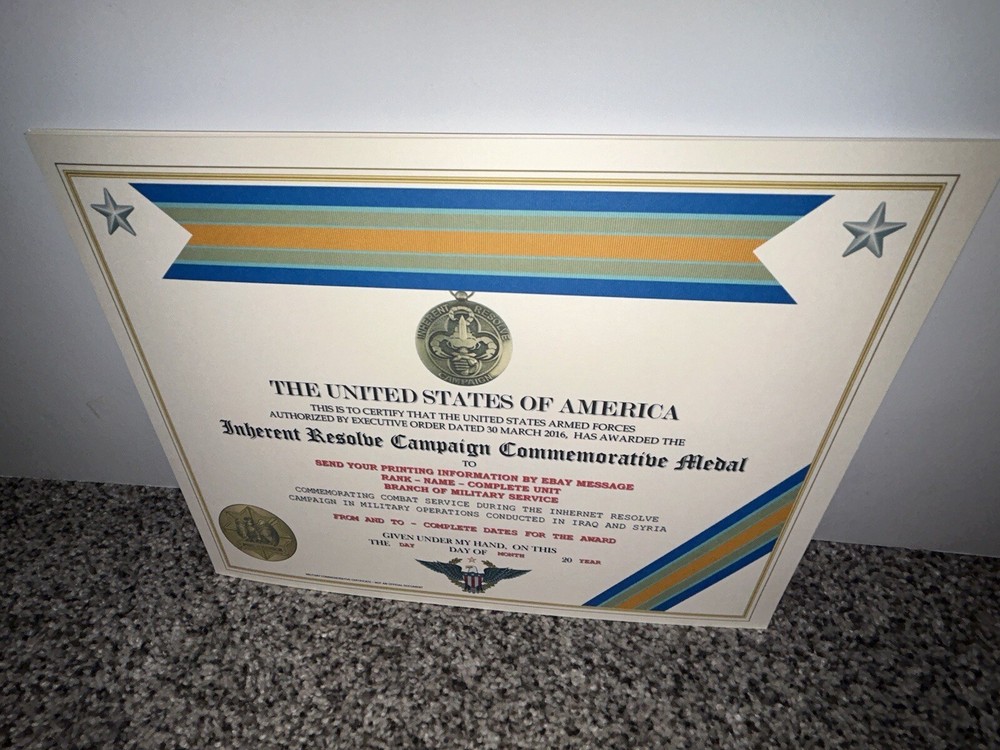 INHERENT RESOLVE
CAMPAIGN
THE UNITED STATES OF AMERICA
THIS IS TO CERTIFY THAT THE UNITED STATES ARMED FORCES
AUTHORIZED BY EXECUTIVE ORDER DATED 30 MARCH 2016, HAS AWARDED THE
Inherent Resolve Campaign Commemorative Medal
TO
SEND YOUR PRINTING INFORMATION BY EBAY MESSAGE
RANK - NAME - COMPLETE UNIT
BRANCH OF MILITARY SERVICE
COMMEMORATING COMBAT SERVICE DURING THE INHERNET RESOLVE
CAMPAIGN IN MILITARY OPERATIONS CONDUCTED IN IRAQ AND SYRIA
FROM AND TO - COMPLETE DATES FOR THE AWARD
GIVEN UNDER MY HAND, ON THIS
THE DAY DAY OF MONTH 20 YEAR